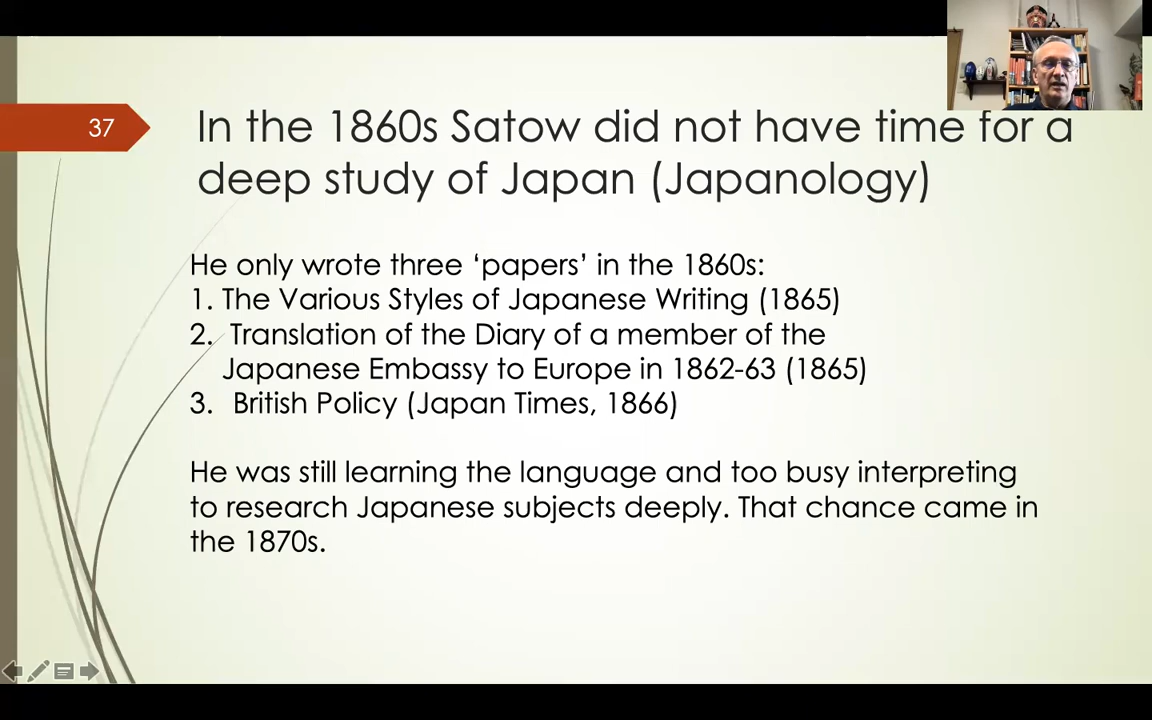 37
In the 1860s Satow did not have time for a
deep study of Japan (Japanology)
He only wrote three ‘papers’ in the 1860s:
1. The Various Styles of Japanese Writing (1865)
2. Translation of the Diary of a member of the
Japanese Embassy to Europe in 1862-63 (1865)
3. British Policy (Japan Times, 1866)
He was still learning the language and too busy interpreting
to research Japanese subjects deeply. That chance came in
the 1870s.